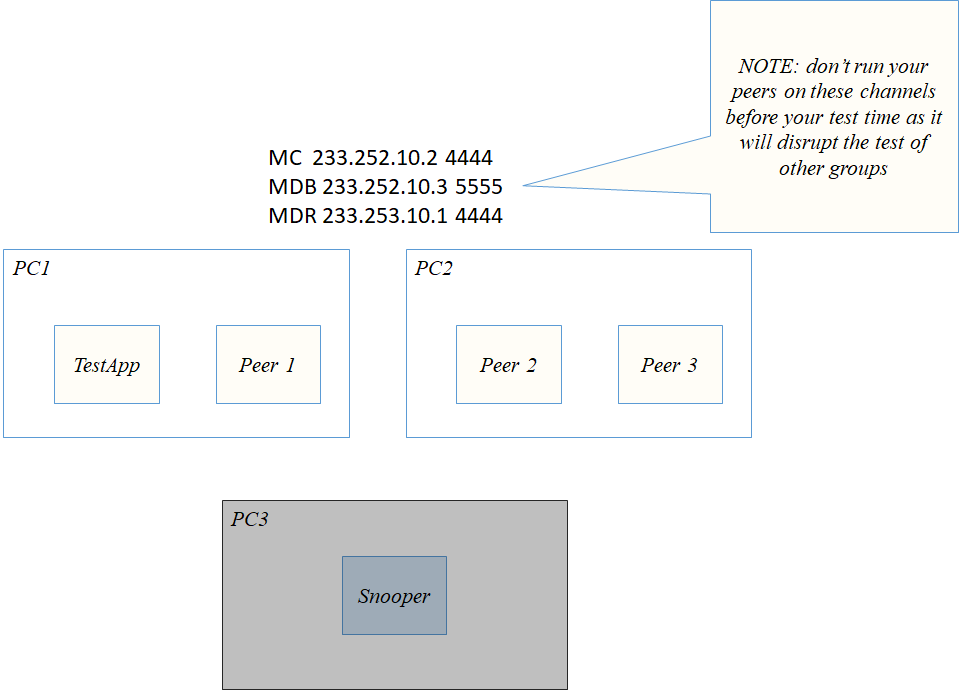 NOTE: don't run your
peers on these channels
before your test time as it
will disrupt the test of
other groups
MC 233.252.10.2 4444
MDB 233.252.10.3 5555
MDR 233.253.10.1 4444
PC1
PC2
TestApp
Peer 1
Peer 2
Peer 3
PC3
Snooper